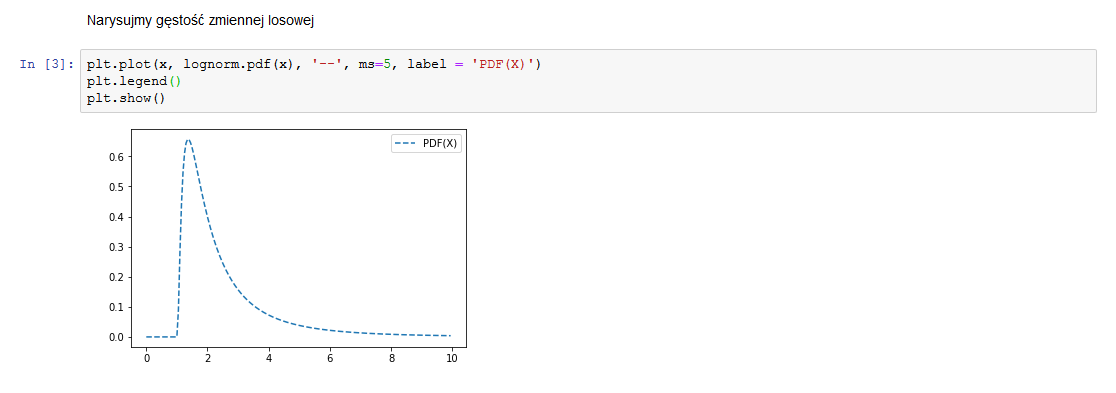 Narysujmy gęstość zmiennej losowej
In [3]: plt.plot(x, lognorm.pdf(x), '--', ms=5, label = 'PDF(X)')
plt.legend()
plt.show()
PDF(X)
0.6
0.5
0.4
0.3
0.2
0.1
0.0
0 2 4 6 8 10